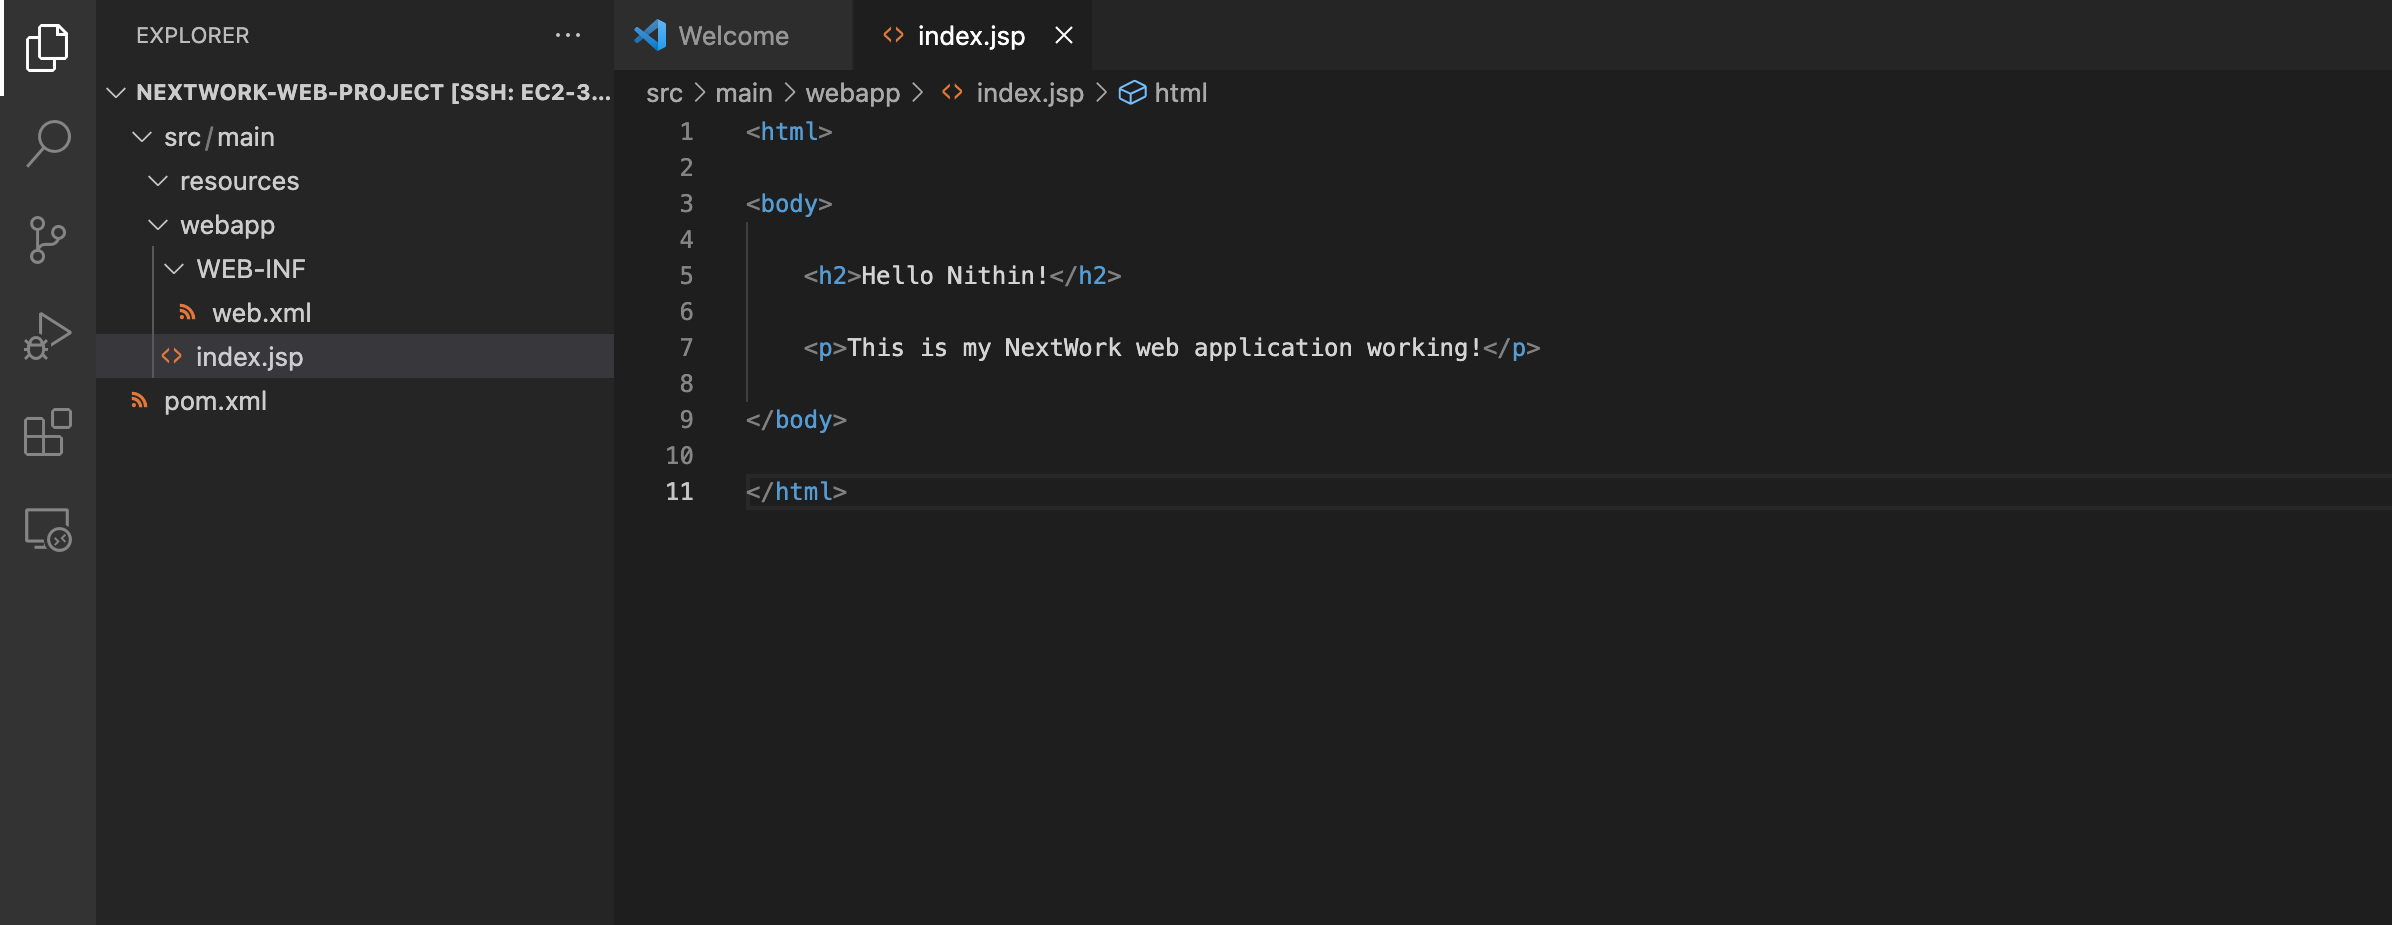 EXPLORER ...
NEXTWORK-WEB-PROJECT [SSH: EC2-3...
src/main
resources
webapp
WEB-INF
web.xml
index.jsp
pom.xml
Welcome
index.jsp
src > main > webapp > <> index.jsp > html
1 <html>
2
3 <body>
4
5 <h2>Hello Nithin!</h2>
6
7 <p>This is my NextWork web application working!</p>
8
9 </body>
10
11 </html>